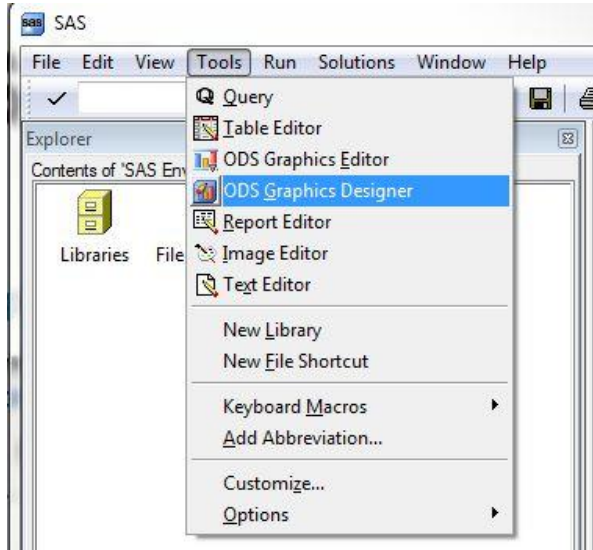 sas SAS
File Edit View Tools Run Solutions Window Help
Explorer
Contents of 'SAS Env
Libraries File
Query
Table Editor
ODS Graphics Editor
ODS Graphics Designer
Report Editor
Image Editor
Text Editor
New Library
New File Shortcut
Keyboard Macros
Add Abbreviation...
Customize...
Options